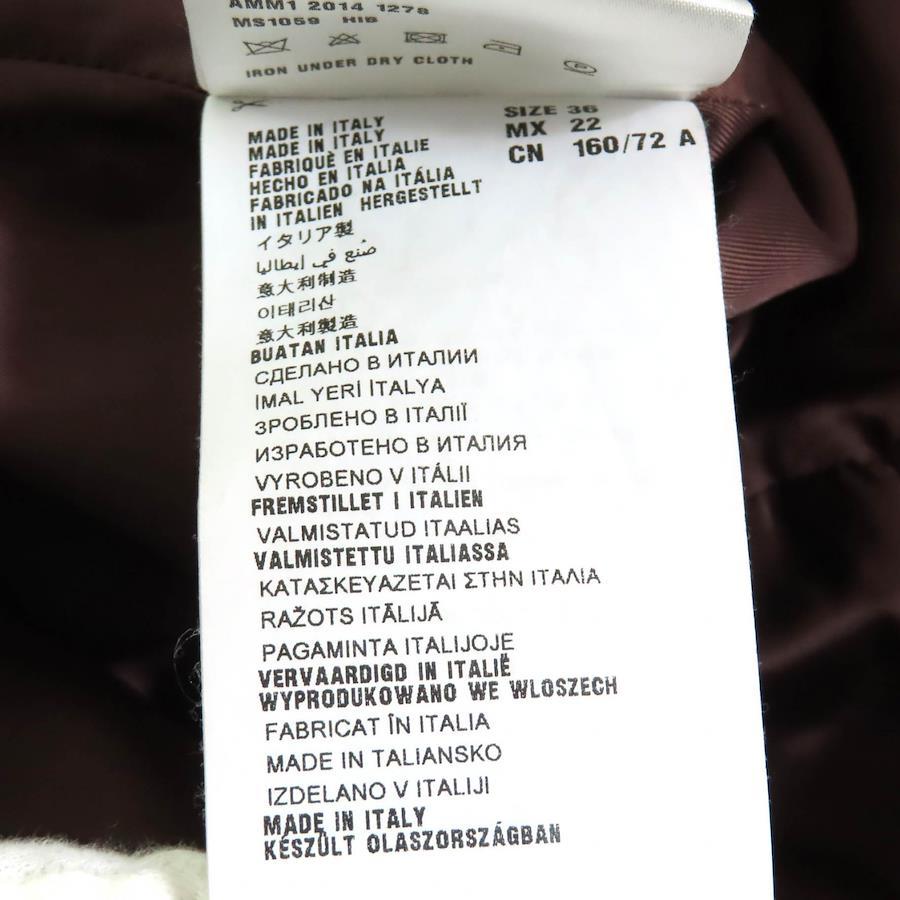 AMM1 2014 1278
MS1059 HIB
IRON UNDER DRY CLOTH
SIZE 36
MX 22
CN 160/72 A
MADE IN ITALY
MADE IN ITALY
FABRIQUÈ EN ITALIE
HECHO EN ITALIA
FABRICADO NA ITÁLIA
IN ITALIEN HERGESTELLT
イタリア製
صُنع في إيطاليا
意大利制造
이태리산
意大利製造
BUATAN ITALIA
СДЕЛАНО В ИТАЛИИ
İMAL YERİ İTALYA
ЗРОБЛЕНО В ІТАЛІЇ
ИЗРАБОТЕНО В ИТАЛИЯ
VYROBENO V ITÁLII
FREMSTILLET I ITALIEN
VALMISTATUD ITAALIAS
VALMISTETTU ITALIASSA
ΚΑΤΑΣΚΕΥΑΖΕΤΑΙ ΣΤΗΝ ΙΤΑΛΙΑ
RAŽOTS ITĀLIJĀ
PAGAMINTA ITALIJOJE
VERVAARDIGD IN ITALIË
WYPRODUKOWANO WE WLOSZECH
FABRICAT ÎN ITALIA
MADE IN TALIANSKO
IZDELANO V ITALIJI
MADE IN ITALY
KÉSZÜLT OLASZORSZÁGBAN